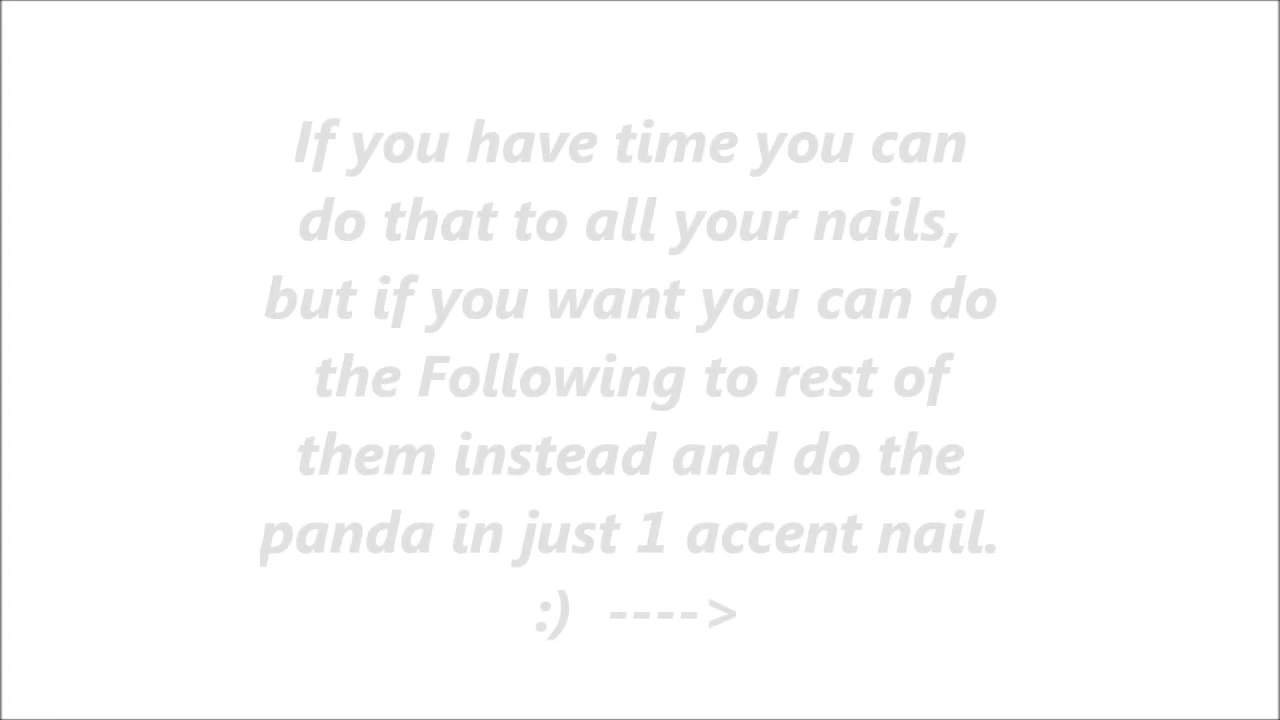 If you have time you can
do that to all your nails,
but if you want you can do
the Following to rest of
them instead and do the
panda in just 1 accent nail.
:)  ---->